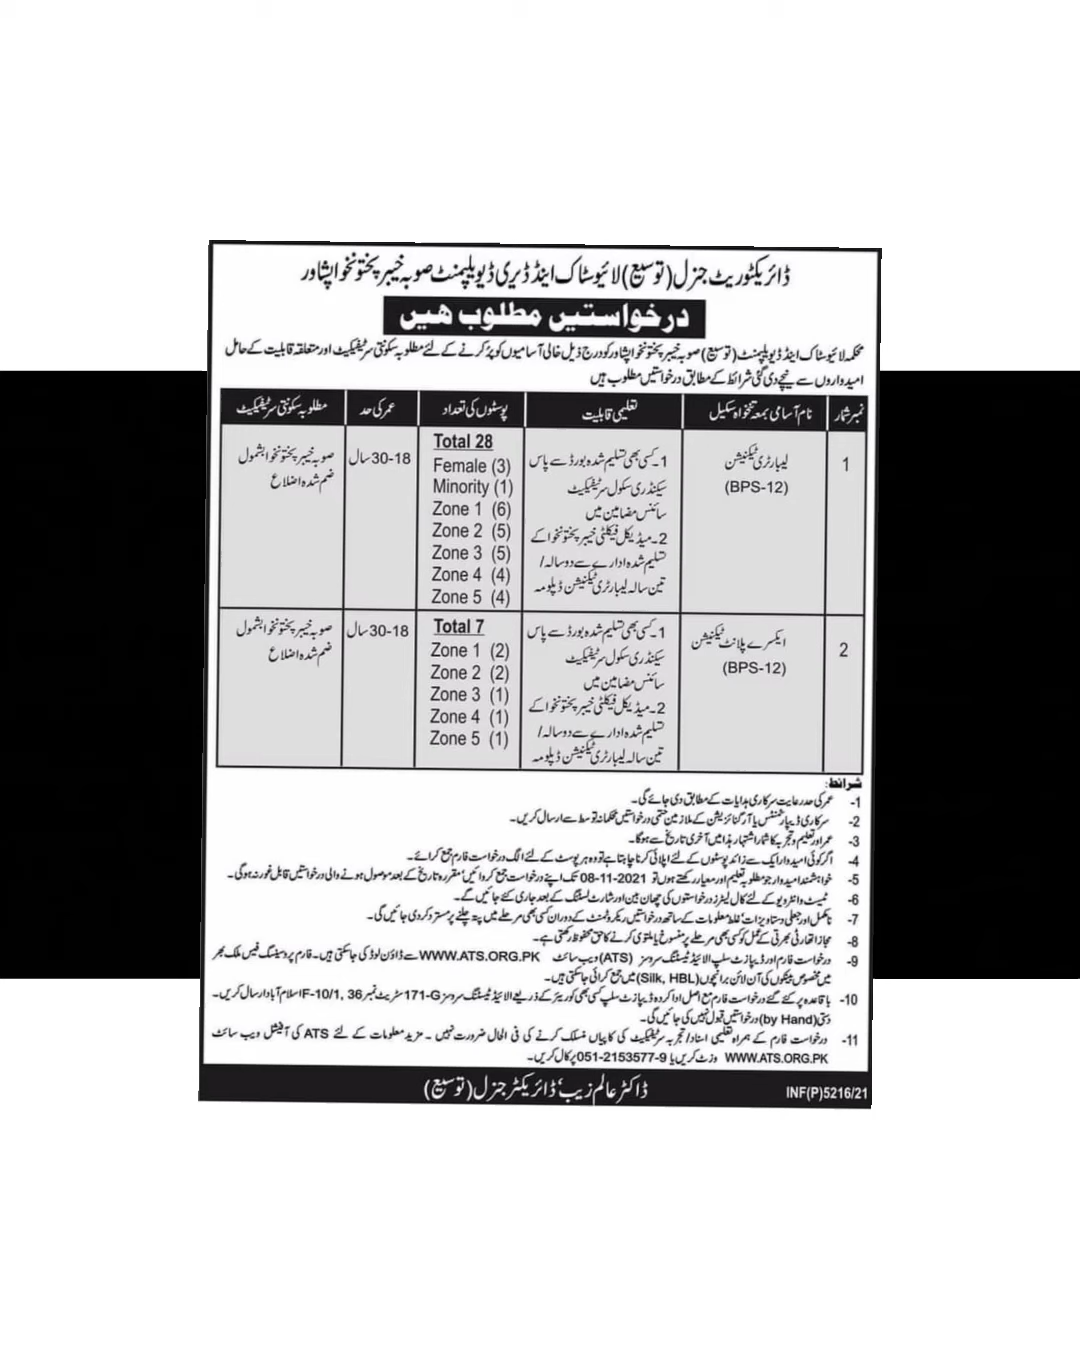 ڈائریکٹوریٹ جنرل (توسیع) لائیوسٹاک اینڈ ڈیری ڈیویلپمنٹ صوبہ خیبر پختونخوا پشاور
درخواستیں مطلوب ھیں
محکمہ لائیوسٹاک اینڈ ڈیویلپمنٹ (توسیع) صوبہ خیبر پختونخوا پشاور کو درج ذیل خالی آسامیوں کو پُر کرنے کے لئے مطلوبہ سکونتی سرٹیفکیٹ اور متعلقہ قابلیت کے حامل
امیدواروں سے نیچے دی گئی شرائط کے مطابق درخواستیں مطلوب ہیں
نمبر شمار نام آسامی بمعہ تنخواہ سکیل تعلیمی قابلیت پوسٹوں کی تعداد عمر کی حد مطلوبہ سکونتی سرٹیفکیٹ
1
لیبارٹری ٹیکنیشن
(BPS-12)
1۔ کسی بھی تسلیم شدہ بورڈ سے پاس
سیکنڈری سکول سرٹیفکیٹ
سائنس مضامین میں
2۔ میڈیکل فیکلٹی خیبر پختونخوا کے
تسلیم شدہ ادارے سے دو سالہ/
تین سالہ لیبارٹری ٹیکنیشن ڈپلومہ
Total 28
Female (3)
Minority (1)
Zone 1 (6)
Zone 2 (5)
Zone 3 (5)
Zone 4 (4)
Zone 5 (4)
18-30 سال
صوبہ خیبر پختونخوا بشمول
ضم شدہ اضلاع
2
ایکسرے پلانٹ ٹیکنیشن
(BPS-12)
1۔ کسی بھی تسلیم شدہ بورڈ سے پاس
سیکنڈری سکول سرٹیفکیٹ
سائنس مضامین میں
2۔ میڈیکل فیکلٹی خیبر پختونخوا کے
تسلیم شدہ ادارے سے دو سالہ/
تین سالہ لیبارٹری ٹیکنیشن ڈپلومہ
Total 7
Zone 1 (2)
Zone 2 (2)
Zone 3 (1)
Zone 4 (1)
Zone 5 (1)
18-30 سال
صوبہ خیبر پختونخوا بشمول
ضم شدہ اضلاع
شرائط:
1- عمر کی حد رعایت سرکاری ہدایات کے مطابق دی جائے گی۔
2- سرکاری ڈیپارٹمنٹس یا آرگنائزیشن کے ملازمین حتمی درخواستیں محکمانہ توسط سے ارسال کریں۔
3- عمر اور تعلیم و تجربہ کا شمار اشتہار ہذا میں آخری تاریخ سے ہوگا۔
4- اگر کوئی امیدوار ایک سے زائد پوسٹوں کے لئے اپلائی کرنا چاہتا ہے تو وہ ہر پوسٹ کے لئے الگ درخواست فارم جمع کرائے۔
5- خواہشمند امیدوار جو مطلوبہ تعلیم اور معیار رکھتے ہوں تو 08-11-2021 تک اپنے درخواست جمع کروائیں مقررہ تاریخ کے بعد موصول ہونے والی درخواستیں قابل غور نہ ہوگی۔
6- ٹیسٹ و انٹرویو کے لئے کال لیٹرز درخواستوں کی چھان بین اور شارٹ لسٹنگ کے بعد جاری کئے جائیں گے۔
7- نامکمل اور جعلی دستاویزات/ غلط معلومات کے ساتھ درخواستیں ریکروٹمنٹ کے دوران کسی بھی مرحلے میں پتہ چلنے پر مسترد کر دی جائیں گی۔
8- مجاز اتھارٹی بھرتی کے عمل کو کسی بھی مرحلے پر منسوخ یا ملتوی کرنے کا حق محفوظ رکھتی ہے۔
9- درخواست فارم اور ڈیپازٹ سلپ الائیڈ ٹیسٹنگ سروسز (ATS) ویب سائٹ WWW.ATS.ORG.PK سے ڈاؤن لوڈ کی جاسکتی ہیں۔ فارم پروسیسنگ فیس ملک بھر
میں مخصوص بینکوں کی آن لائن برانچوں (Silk, HBL) میں جمع کرائی جاسکتی ہیں۔
10- باقاعدہ پر کئے گئے درخواست فارم مع اصل ادا کردہ ڈیپازٹ سلپ کسی بھی کوریئر کے ذریعے الائیڈ ٹیسٹنگ سروسز 171-G سٹریٹ نمبر 36, F-10/1 اسلام آباد ارسال کریں۔
دستی (by Hand) درخواستیں قبول نہیں کی جائیں گی۔
11- درخواست فارم کے ہمراہ تعلیمی اسناد/ تجربہ سرٹیفکیٹ کی کاپیاں منسلک کرنے کی فی الحال ضرورت نہیں۔ مزید معلومات کے لئے ATS کی آفیشل ویب سائٹ
WWW.ATS.ORG.PK وزٹ کریں یا 051-2153577-9 پر کال کریں۔
ڈاکٹر عالم زیب، ڈائریکٹر جنرل (توسیع)
INF(P)5216/21